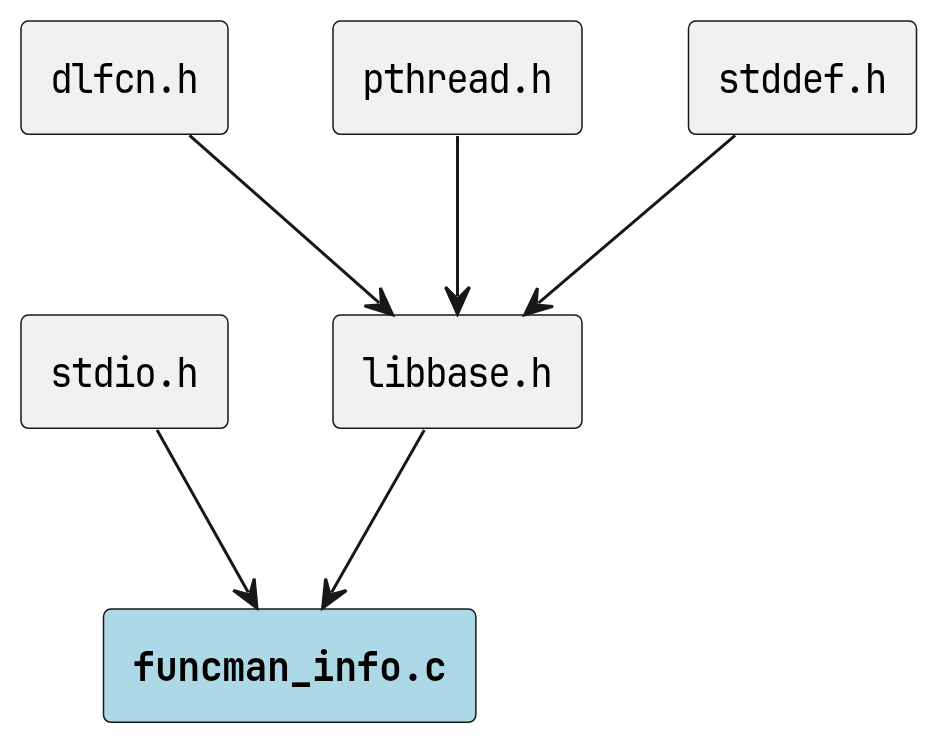 dlfcn.h
pthread.h
stddef.h
stdio.h
libbase.h
funcman_info.c